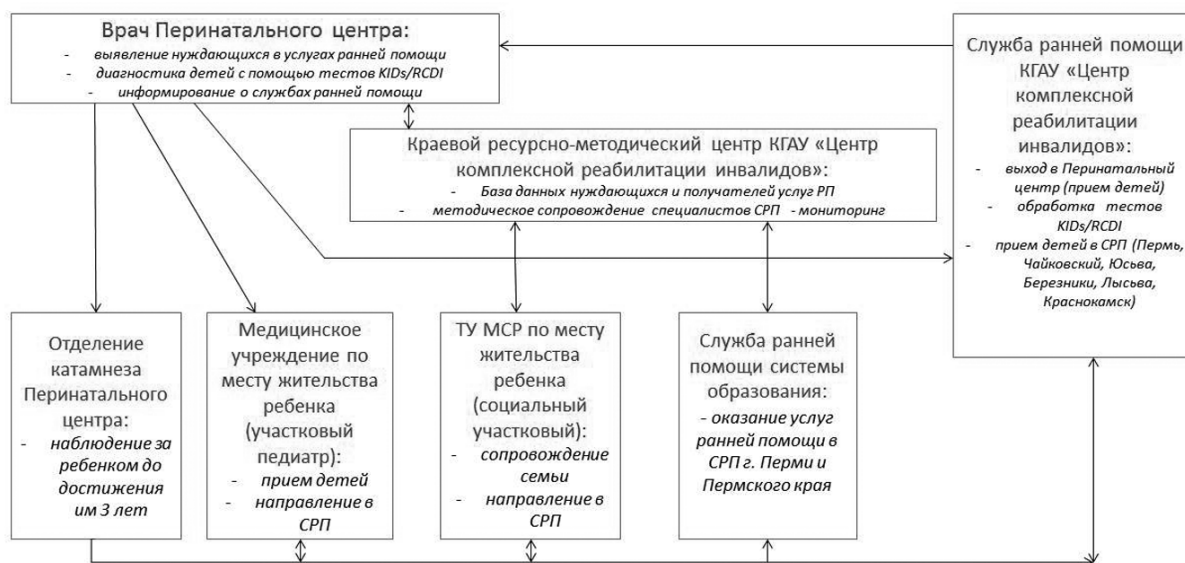 Врач Перинатального центра:
- выявление нуждающихся в услугах ранней помощи
- диагностика детей с помощью тестов KIDs/RCDI
- информирование о службах ранней помощи
Краевой ресурсно-методический центр КГАУ «Центр
комплексной реабилитации инвалидов»:
- База данных нуждающихся и получателей услуг РП
- методическое сопровождение специалистов СРП - мониторинг
Служба ранней помощи
КГАУ «Центр
комплексной
реабилитации
инвалидов»:
- выход в Перинатальный
центр (прием детей)
- обработка тестов
KIDs/RCDI
- прием детей в СРП (Пермь,
Чайковский, Юсьва,
Березники, Лысьва,
Краснокамск)
Отделение
катамнеза
Перинатального
центра:
- наблюдение за
ребенком до
достижения
им 3 лет
Медицинское
учреждение по
месту жительства
ребенка
(участковый
педиатр):
- прием детей
- направление в
СРП
ТУ МСР по месту
жительства
ребенка
(социальный
участковый):
- сопровождение
семьи
- направление в
СРП
Служба ранней
помощи системы
образования:
- оказание услуг
ранней помощи в
СРП г. Перми и
Пермского края